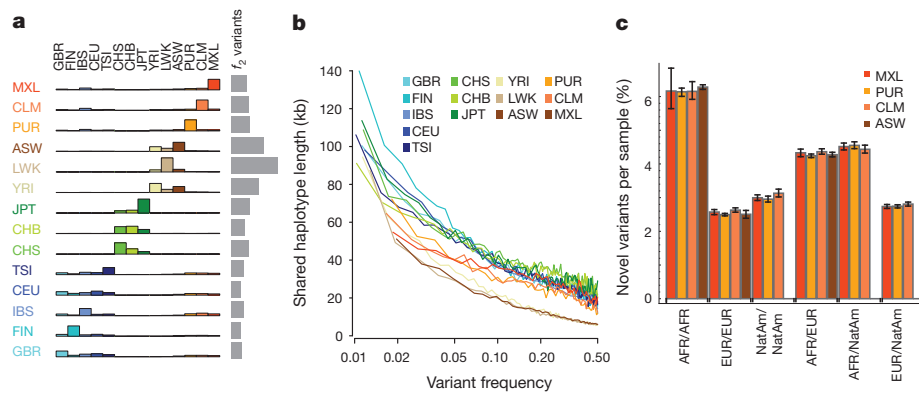 a
GBR FIN IBS CEU TSI CHS CHB JPT YRI LWK ASW PUR CLM MXL
f2 variants
MXL
CLM
PUR
ASW
LWK
YRI
JPT
CHB
CHS
TSI
CEU
IBS
FIN
GBR
b
Shared haplotype length (kb)
140
120
100
80
60
40
20
0
GBR CHS YRI PUR
FIN CHB LWK CLM
IBS JPT ASW MXL
CEU
TSI
0.01 0.02 0.05 0.10 0.20 0.50
Variant frequency
c
Novel variants per sample (%)
6
4
2
0
MXL
PUR
CLM
ASW
AFR/AFR
EUR/EUR
NatAm/
NatAm
AFR/EUR
AFR/NatAm
EUR/NatAm